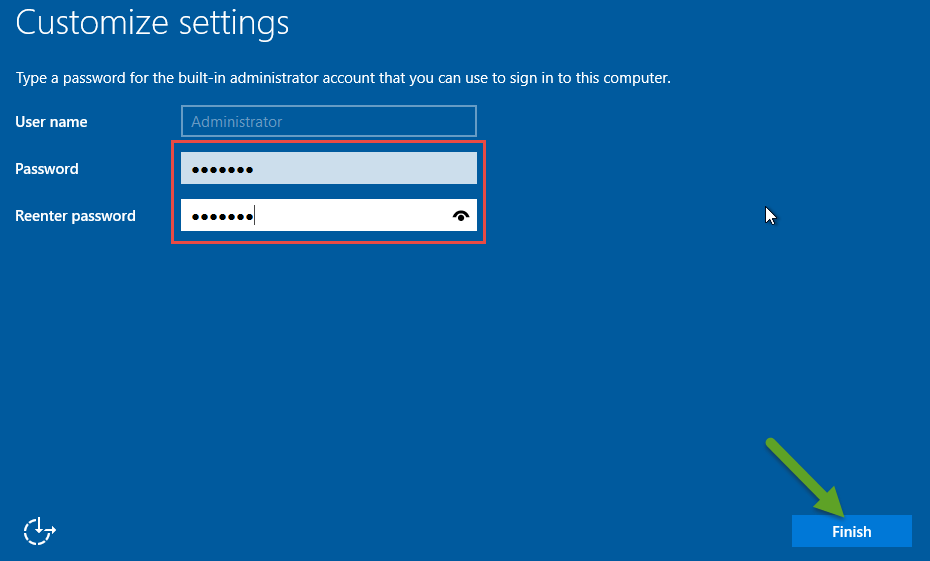 Customize settings
Type a password for the built-in administrator account that you can use to sign in to this computer.
User name
Administrator
Password
●●●●●●●
Reenter password
●●●●●●●
Finish